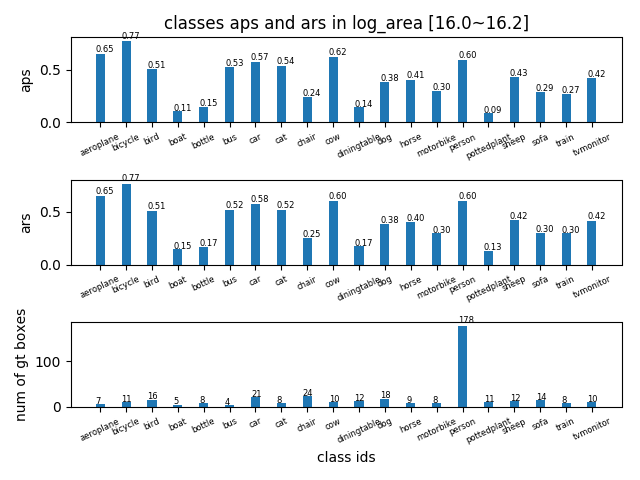 classes aps and ars in log_area [16.0~16.2]
aps
0.5
0.0
0.65 0.77 0.51 0.11 0.15 0.53 0.57 0.54 0.24 0.62 0.14 0.38 0.41 0.30 0.60 0.09 0.43 0.29 0.27 0.42
aeroplane bicycle bird boat bottle bus car cat chair cow diningtable dog horse motorbike person pottedplant sheep sofa train tvmonitor
ars
0.5
0.0
0.65 0.77 0.51 0.15 0.17 0.52 0.58 0.52 0.25 0.60 0.17 0.38 0.40 0.30 0.60 0.13 0.42 0.30 0.30 0.42
aeroplane bicycle bird boat bottle bus car cat chair cow diningtable dog horse motorbike person pottedplant sheep sofa train tvmonitor
num of gt boxes
100
0
7 11 16 5 8 4 21 8 24 10 12 18 9 8 178 11 12 14 8 10
aeroplane bicycle bird boat bottle bus car cat chair cow diningtable dog horse motorbike person pottedplant sheep sofa train tvmonitor
class ids